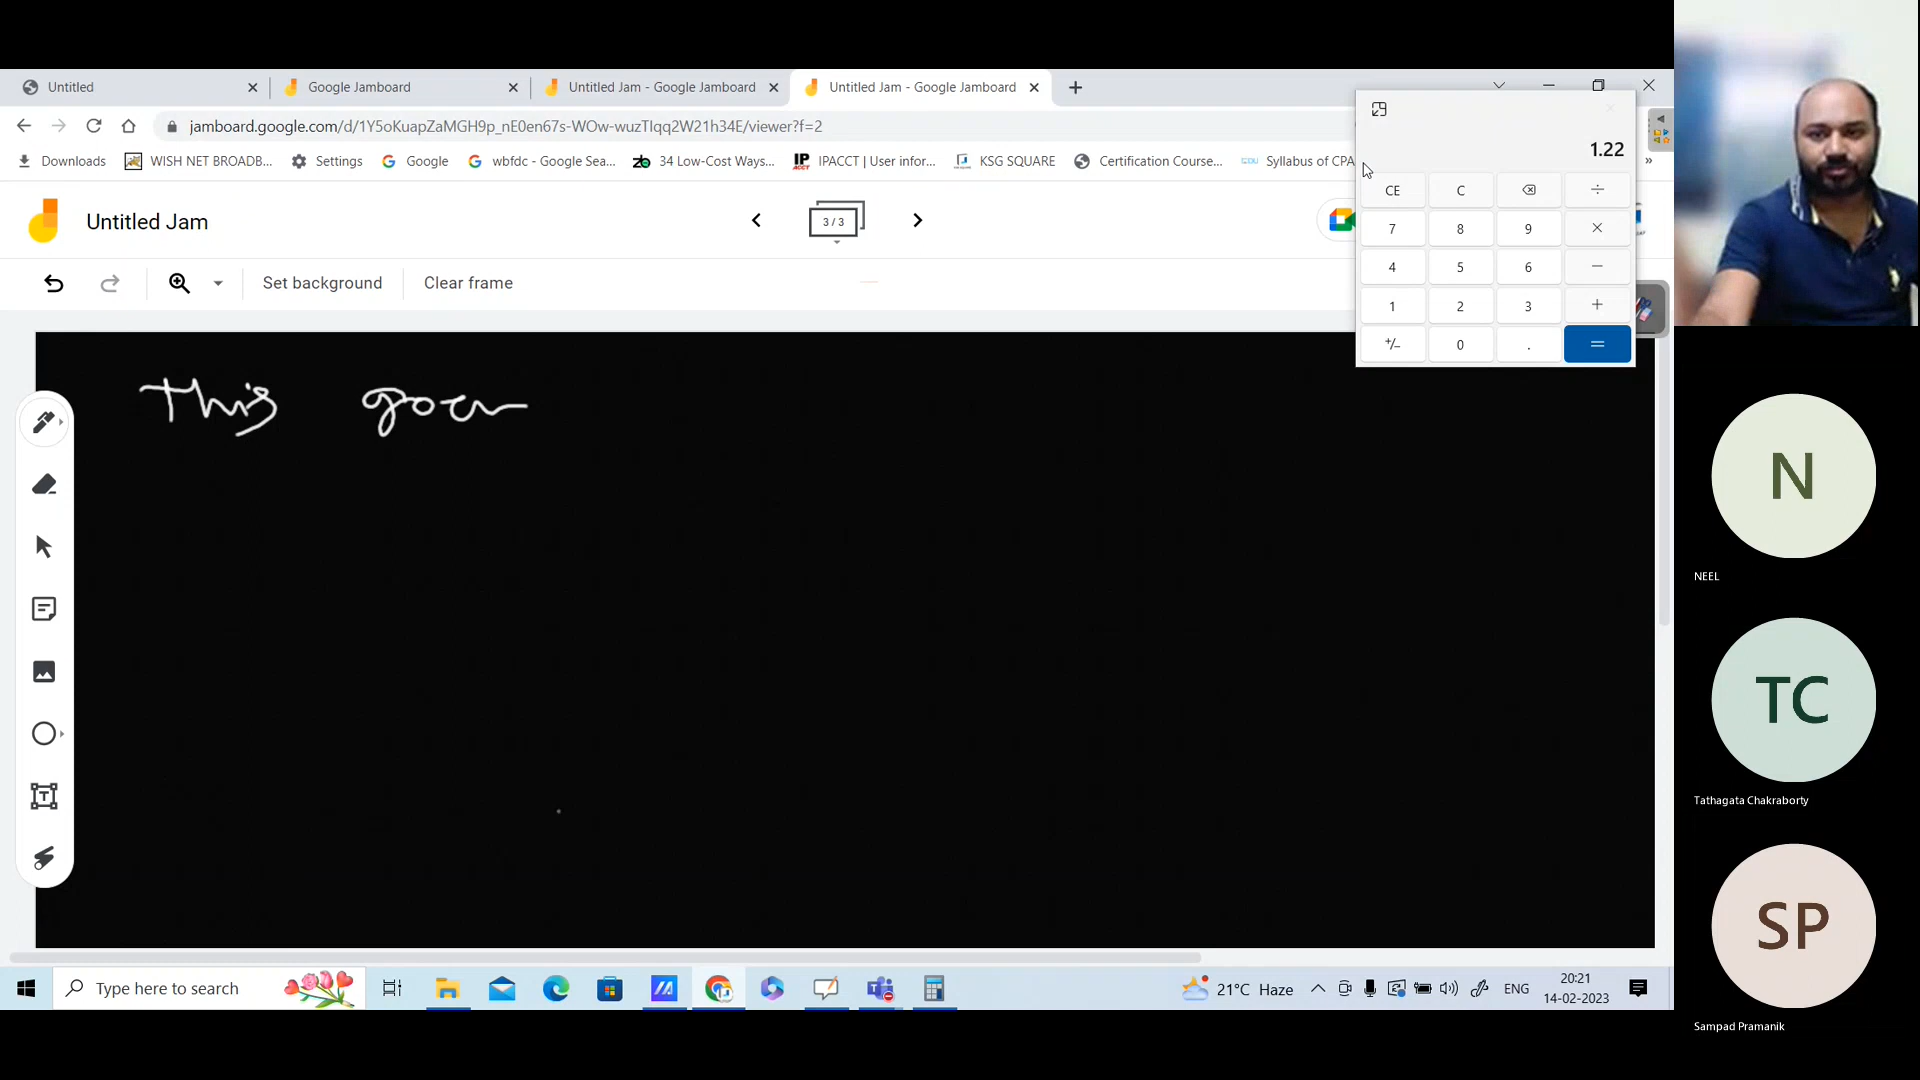 Untitled
Google Jamboard
Untitled Jam - Google Jamboard
Untitled Jam - Google Jamboard
jamboard.google.com/d/1Y5oKuapZaMGH9p_nE0en67s-WOw-wuzTIqq2W21h34E/viewer?f=2
Downloads
WISH NET BROADB...
Settings
Google
wbfdc - Google Sea...
34 Low-Cost Ways...
IPACCT | User infor...
KSG SQUARE
Certification Course...
Syllabus of CPA
»
1.22
CE C ÷
7 8 9 ×
4 5 6 −
1 2 3 +
+/− 0 . =
Untitled Jam
3 / 3
Set background
Clear frame
This goa
N
NEEL
TC
Tathagata Chakraborty
SP
Sampad Pramanik
Type here to search
21°C Haze
ENG
20:21
14-02-2023